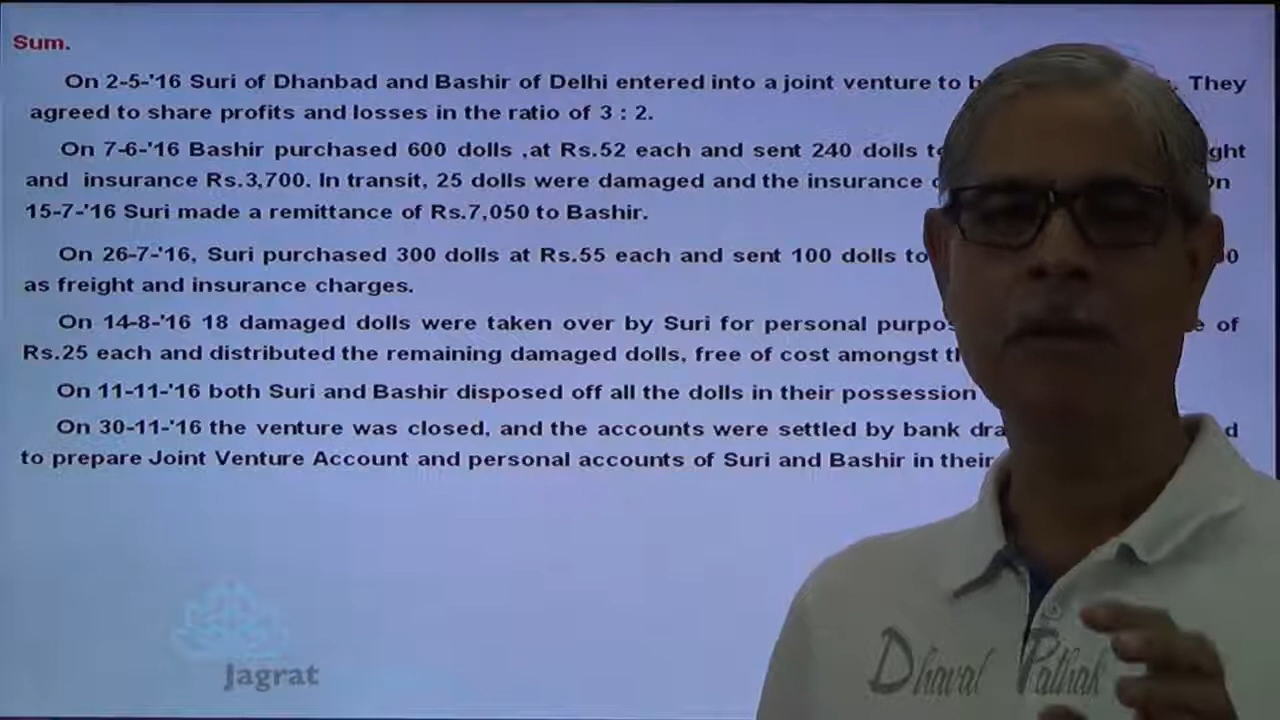 Sum.
On 2-5-'16 Suri of Dhanbad and Bashir of Delhi entered into a joint venture to They
agreed to share profits and losses in the ratio of 3 : 2.
On 7-6-'16 Bashir purchased 600 dolls ,at Rs.52 each and sent 240 dolls
and insurance Rs.3,700. In transit, 25 dolls were damaged and the insurance
15-7-'16 Suri made a remittance of Rs.7,050 to Bashir.
On 26-7-'16, Suri purchased 300 dolls at Rs.55 each and sent 100 dolls to
as freight and insurance charges.
On 14-8-'16 18 damaged dolls were taken over by Suri for personal of
Rs.25 each and distributed the remaining damaged dolls, free of cost amongst
On 11-11-'16 both Suri and Bashir disposed off all the dolls in their possession
On 30-11-'16 the venture was closed, and the accounts were settled by bank
to prepare Joint Venture Account and personal accounts of Suri and Bashir in their
Jagrat
Dhaval Pathak